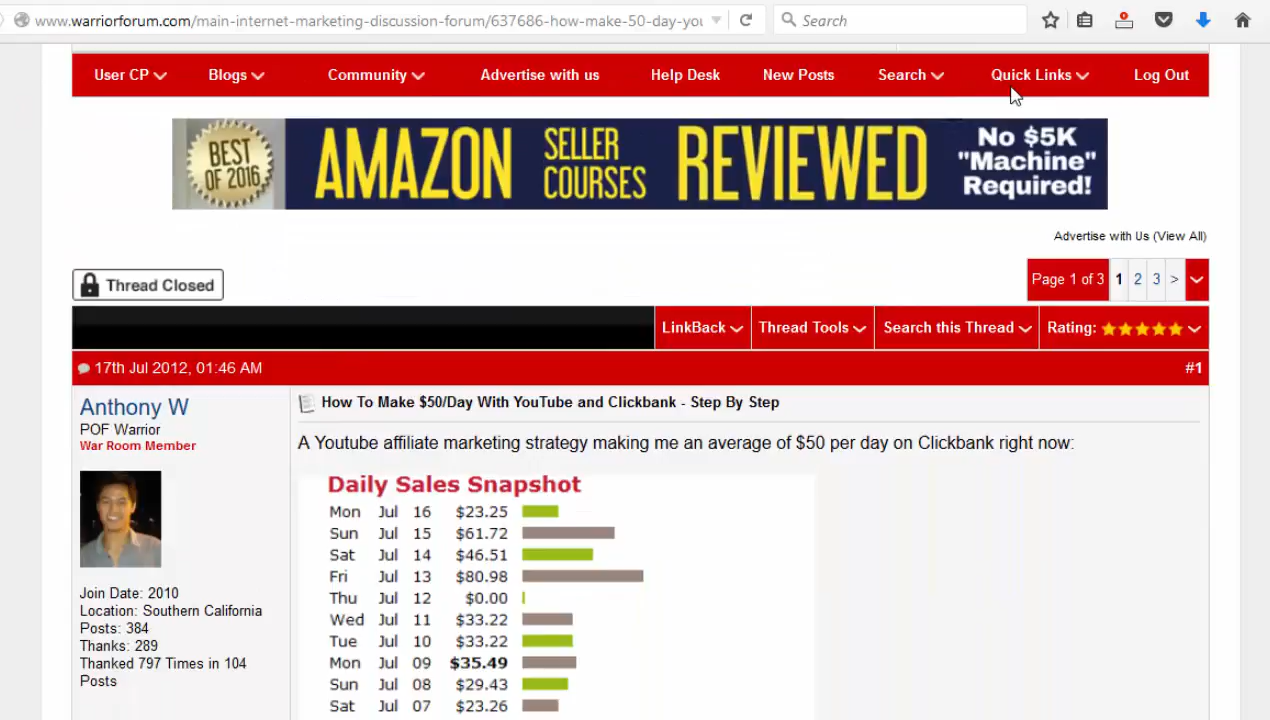 www.warriorforum.com/main-internet-marketing-discussion-forum/637686-how-make-50-day-you
Search
User CP Blogs Community Advertise with us Help Desk New Posts Search Quick Links Log Out
BEST OF 2016
AMAZON SELLER COURSES REVIEWED
No $5K
"Machine"
Required!
Advertise with Us (View All)
Thread Closed
Page 1 of 3 1 2 3 >
LinkBack Thread Tools Search this Thread Rating:
17th Jul 2012, 01:46 AM #1
Anthony W
POF Warrior
War Room Member
Join Date: 2010
Location: Southern California
Posts: 384
Thanks: 289
Thanked 797 Times in 104
Posts
How To Make $50/Day With YouTube and Clickbank - Step By Step
A Youtube affiliate marketing strategy making me an average of $50 per day on Clickbank right now:
Daily Sales Snapshot
Mon Jul 16 $23.25
Sun Jul 15 $61.72
Sat Jul 14 $46.51
Fri Jul 13 $80.98
Thu Jul 12 $0.00
Wed Jul 11 $33.22
Tue Jul 10 $33.22
Mon Jul 09 $35.49
Sun Jul 08 $29.43
Sat Jul 07 $23.26